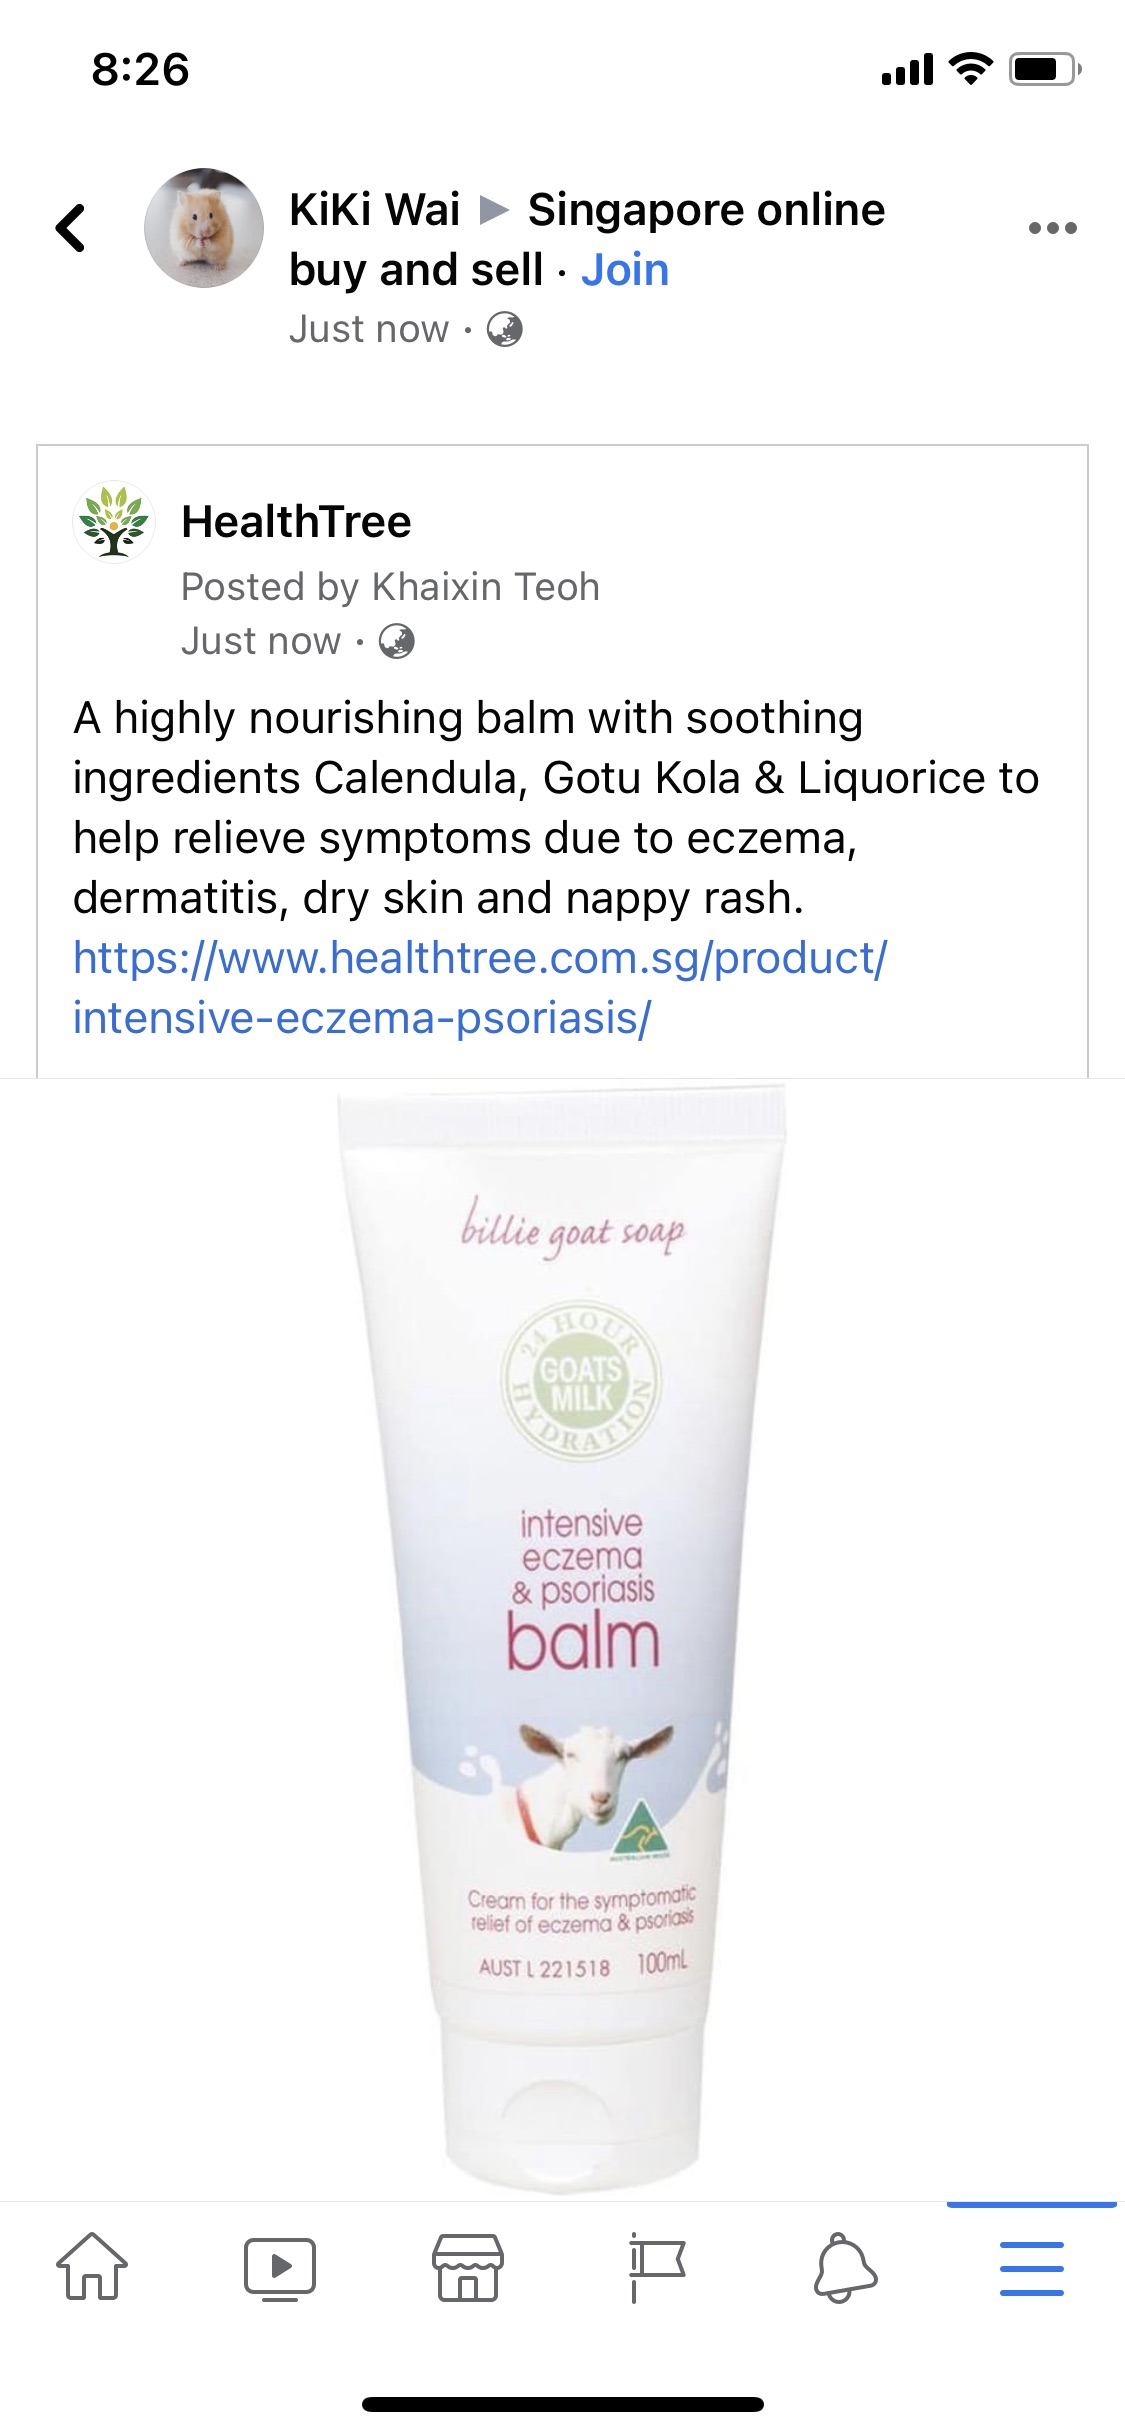 8:26
KiKi Wai ▶ Singapore online
buy and sell · Join
Just now ·
HealthTree
Posted by Khaixin Teoh
Just now ·
A highly nourishing balm with soothing
ingredients Calendula, Gotu Kola & Liquorice to
help relieve symptoms due to eczema,
dermatitis, dry skin and nappy rash.
https://www.healthtree.com.sg/product/
intensive-eczema-psoriasis/
billie goat soap
24 HOUR
GOATS
MILK
HYDRATION
intensive
eczema
& psoriasis
balm
AUSTRALIAN MADE
Cream for the symptomatic
relief of eczema & psoriasis
AUST L 221518 100mL